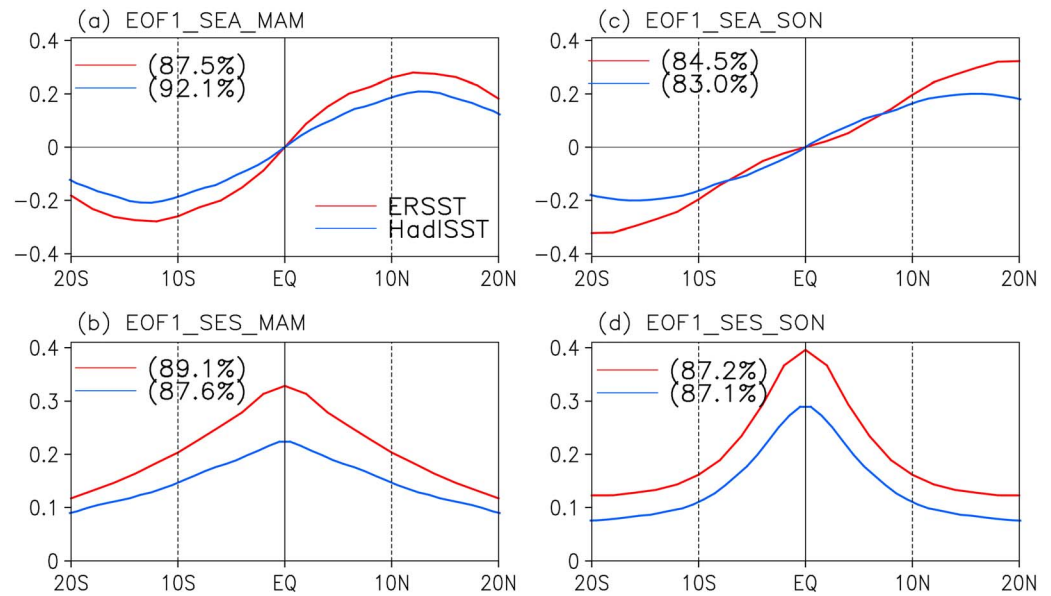 (a) EOF1_SEA_MAM
0.4
0.2
0
−0.2
−0.4
(87.5%)
(92.1%)
ERSST
HadISST
20S 10S EQ 10N 20N
(c) EOF1_SEA_SON
0.4
0.2
0
−0.2
−0.4
(84.5%)
(83.0%)
20S 10S EQ 10N 20N
(b) EOF1_SES_MAM
0.4
0.3
0.2
0.1
0
(89.1%)
(87.6%)
20S 10S EQ 10N 20N
(d) EOF1_SES_SON
0.4
0.3
0.2
0.1
0
(87.2%)
(87.1%)
20S 10S EQ 10N 20N